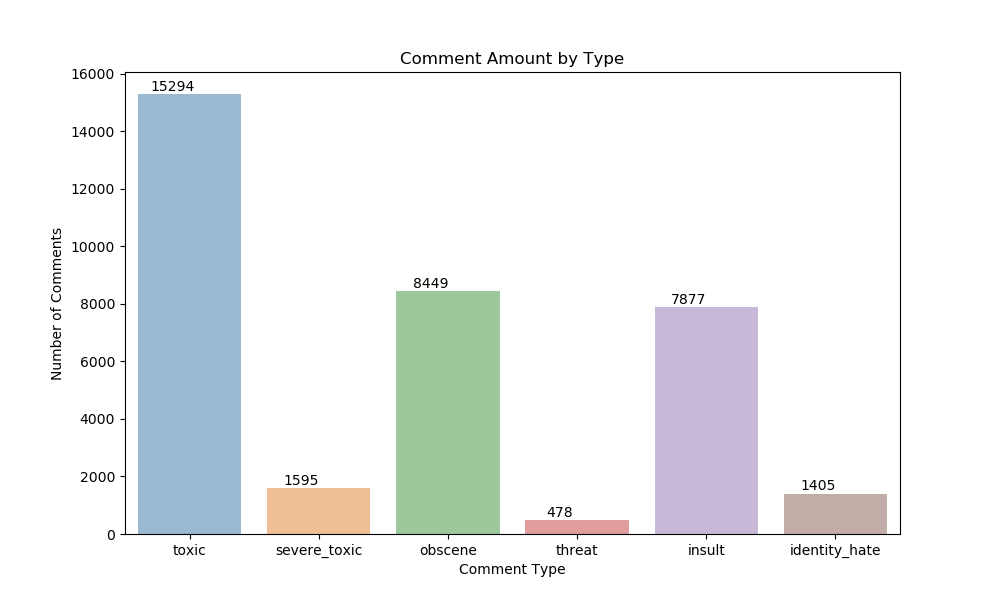 Comment Amount by Type
Number of Comments
16000
14000
12000
10000
8000
6000
4000
2000
0
15294
1595
8449
478
7877
1405
toxic
severe_toxic
obscene
threat
insult
identity_hate
Comment Type